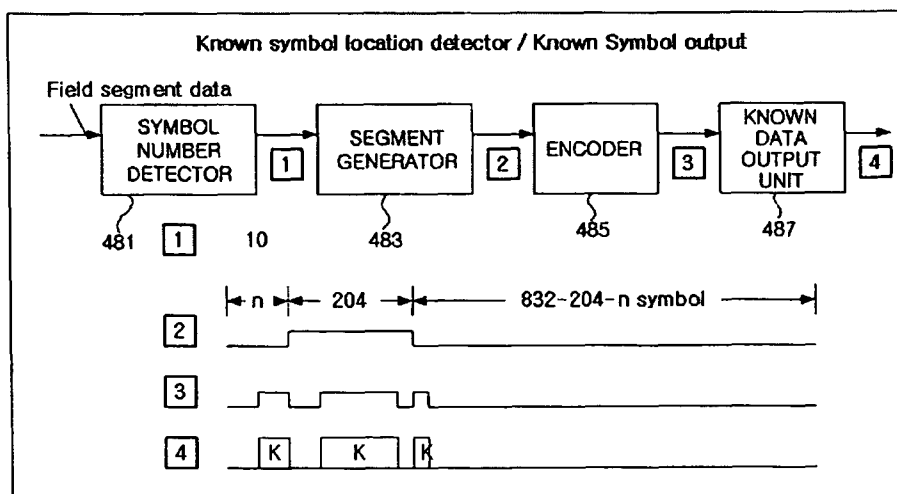 Known symbol location detector / Known Symbol output
Field segment data
SYMBOL
NUMBER
DETECTOR
1
SEGMENT
GENERATOR
2
ENCODER
3
KNOWN
DATA
OUTPUT
UNIT
4
481
483
485
487
1
10
n
204
832-204-n symbol
2
3
4
K
K
K